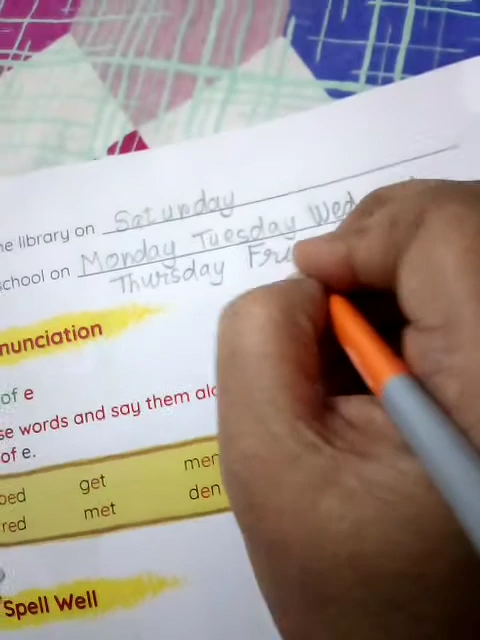 he library on Saturday
school on Monday Tuesday Wed
Thursday Fri
nunciation
of e
se words and say them alo
of e.
bed get men
red met den
Spell Well